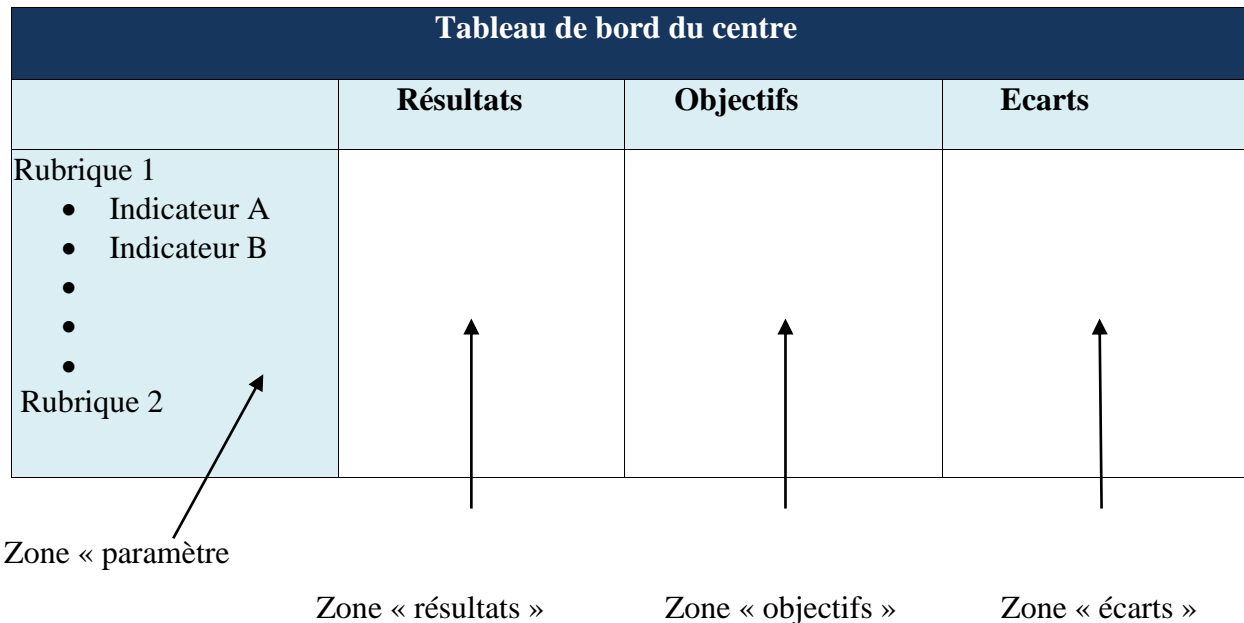 Tableau de bord du centre
Résultats Objectifs Ecarts
Rubrique 1
• Indicateur A
• Indicateur B
•
•
•
Rubrique 2
Zone « paramètre
Zone « résultats » Zone « objectifs » Zone « écarts »